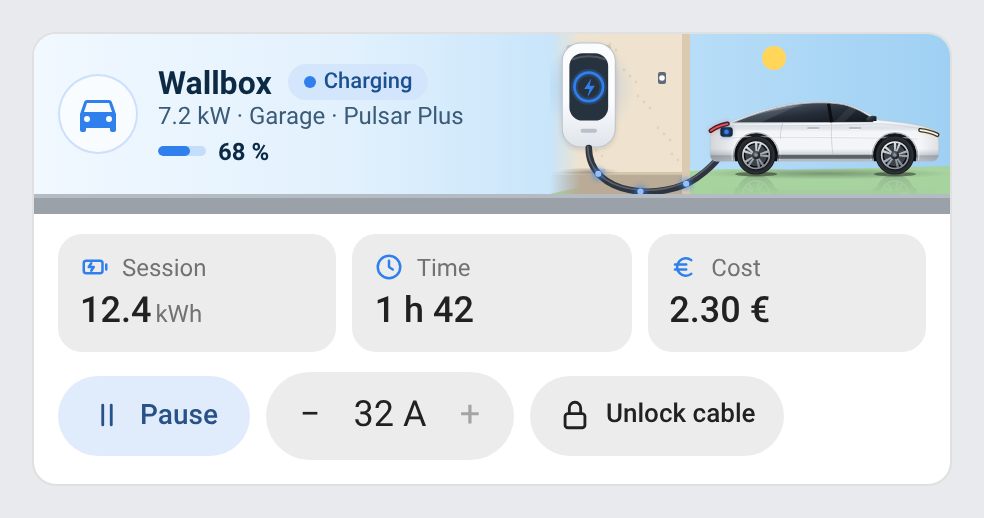 Wallbox Charging
7.2 kW · Garage · Pulsar Plus
68 %
Session Time Cost
12.4 kWh 1 h 42 2.30 €
Pause − 32 A + Unlock cable